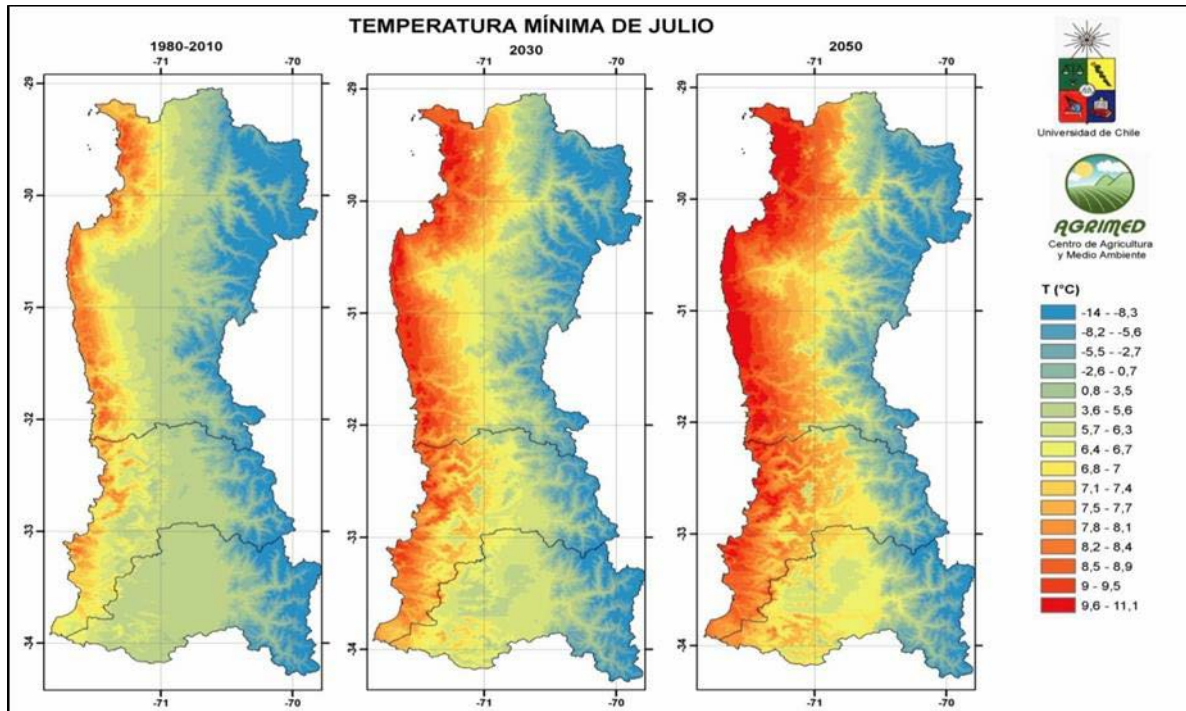 TEMPERATURA MÍNIMA DE JULIO
1980-2010
2030
2050
-71
-70
-71
-70
-71
-70
-29
-30
-31
-32
-33
-34
-29
-30
-31
-32
-33
-34
-29
-30
-31
-32
-33
-34
-71
-70
-71
-70
-71
-70
Universidad de Chile
AGRIMED
Centro de Agricultura
y Medio Ambiente
T (°C)
-14 - -8,3
-8,2 - -5,6
-5,5 - -2,7
-2,6 - 0,7
0,8 - 3,5
3,6 - 5,6
5,7 - 6,3
6,4 - 6,7
6,8 - 7
7,1 - 7,4
7,5 - 7,7
7,8 - 8,1
8,2 - 8,4
8,5 - 8,9
9 - 9,5
9,6 - 11,1